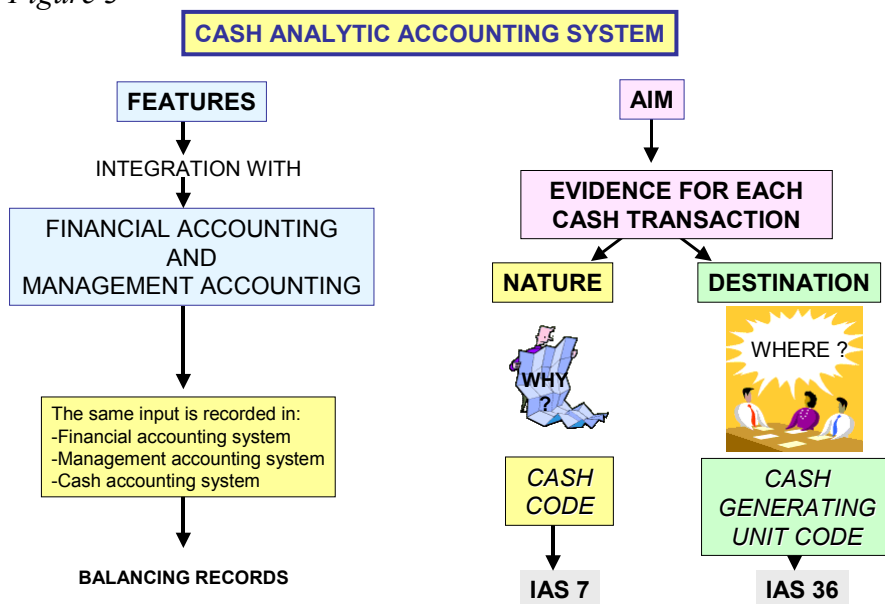 CASH ANALYTIC ACCOUNTING SYSTEM
FEATURES
INTEGRATION WITH
FINANCIAL ACCOUNTING
AND
MANAGEMENT ACCOUNTING
The same input is recorded in:
-Financial accounting system
-Management accounting system
-Cash accounting system
BALANCING RECORDS
AIM
EVIDENCE FOR EACH
CASH TRANSACTION
NATURE
WHY
?
CASH
CODE
IAS 7
DESTINATION
WHERE ?
CASH
GENERATING
UNIT CODE
IAS 36